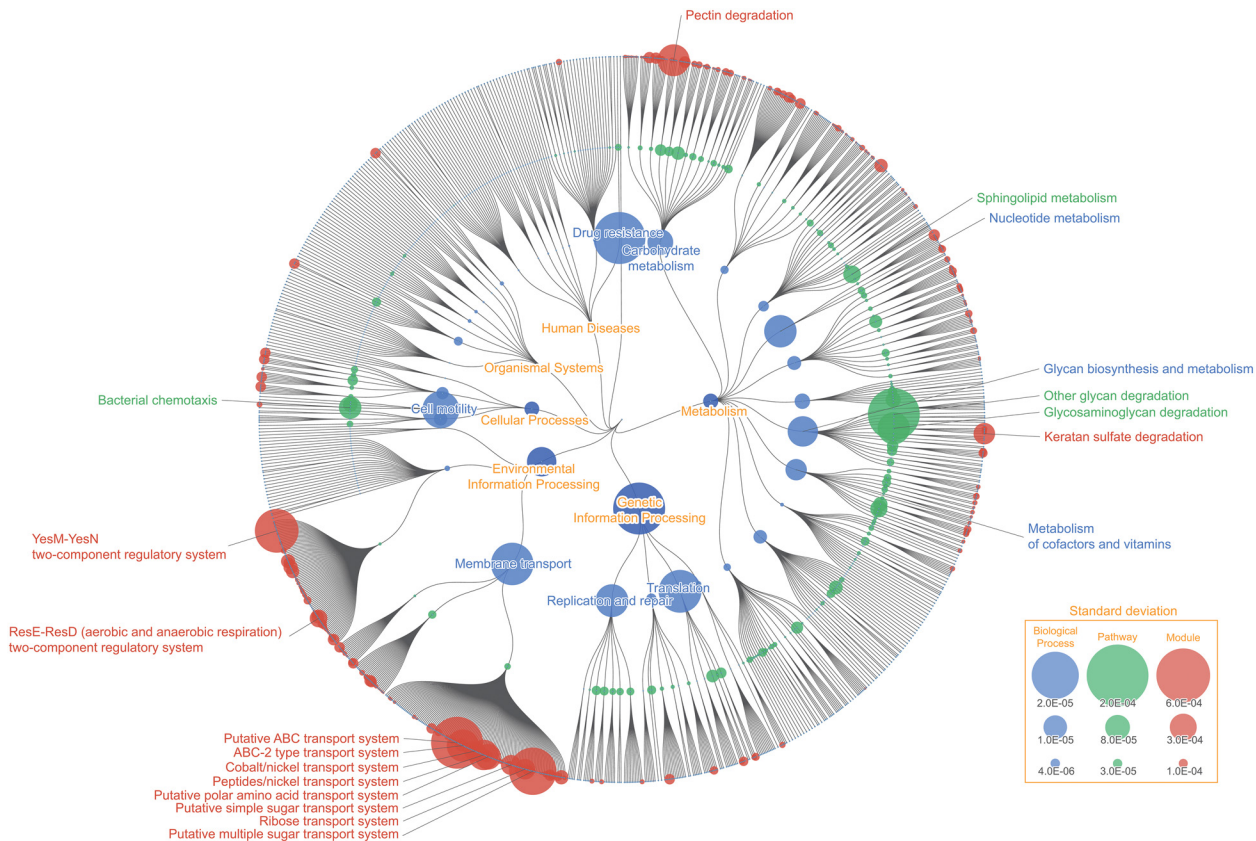 Pectin degradation
Sphingolipid metabolism
Nucleotide metabolism
Drug resistance
Carbohydrate
metabolism
Human Diseases
Organismal Systems
Glycan biosynthesis and metabolism
Other glycan degradation
Bacterial chemotaxis
Cell motility
Metabolism
Glycosaminoglycan degradation
Cellular Processes
Keratan sulfate degradation
Environmental
Information Processing
Genetic
Information Processing
YesM-YesN
two-component regulatory system
Metabolism
of cofactors and vitamins
Membrane transport
Translation
Replication and repair
ResE-ResD (aerobic and anaerobic respiration)
two-component regulatory system
Standard deviation
Biological
Process
Pathway
Module
2.0E-05
2.0E-04
6.0E-04
1.0E-05
8.0E-05
3.0E-04
4.0E-06
3.0E-05
1.0E-04
Putative ABC transport system
ABC-2 type transport system
Cobalt/nickel transport system
Peptides/nickel transport system
Putative polar amino acid transport system
Putative simple sugar transport system
Ribose transport system
Putative multiple sugar transport system